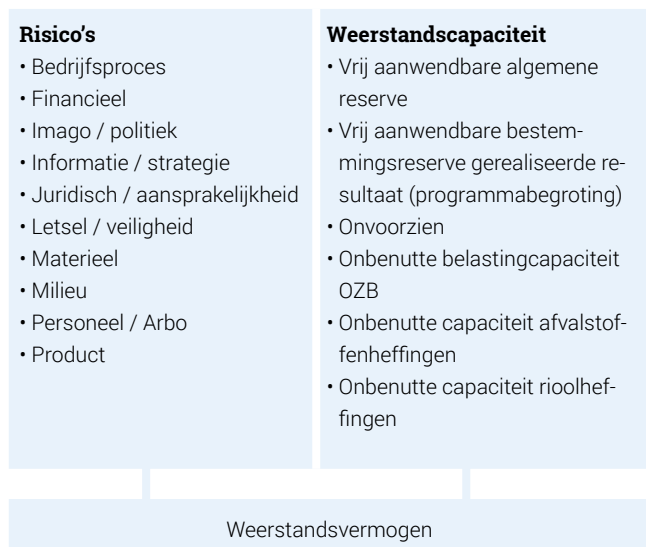 Risico’s
• Bedrijfsproces
• Financieel
• Imago / politiek
• Informatie / strategie
• Juridisch / aansprakelijkheid
• Letsel / veiligheid
• Materieel
• Milieu
• Personeel / Arbo
• Product
Weerstandscapaciteit
• Vrij aanwendbare algemene
reserve
• Vrij aanwendbare bestem-
mingsreserve gerealiseerde re-
sultaat (programmabegroting)
• Onvoorzien
• Onbenutte belastingcapaciteit
OZB
• Onbenutte capaciteit afvalstof-
fenheffingen
• Onbenutte capaciteit rioolhef-
fingen
Weerstandsvermogen